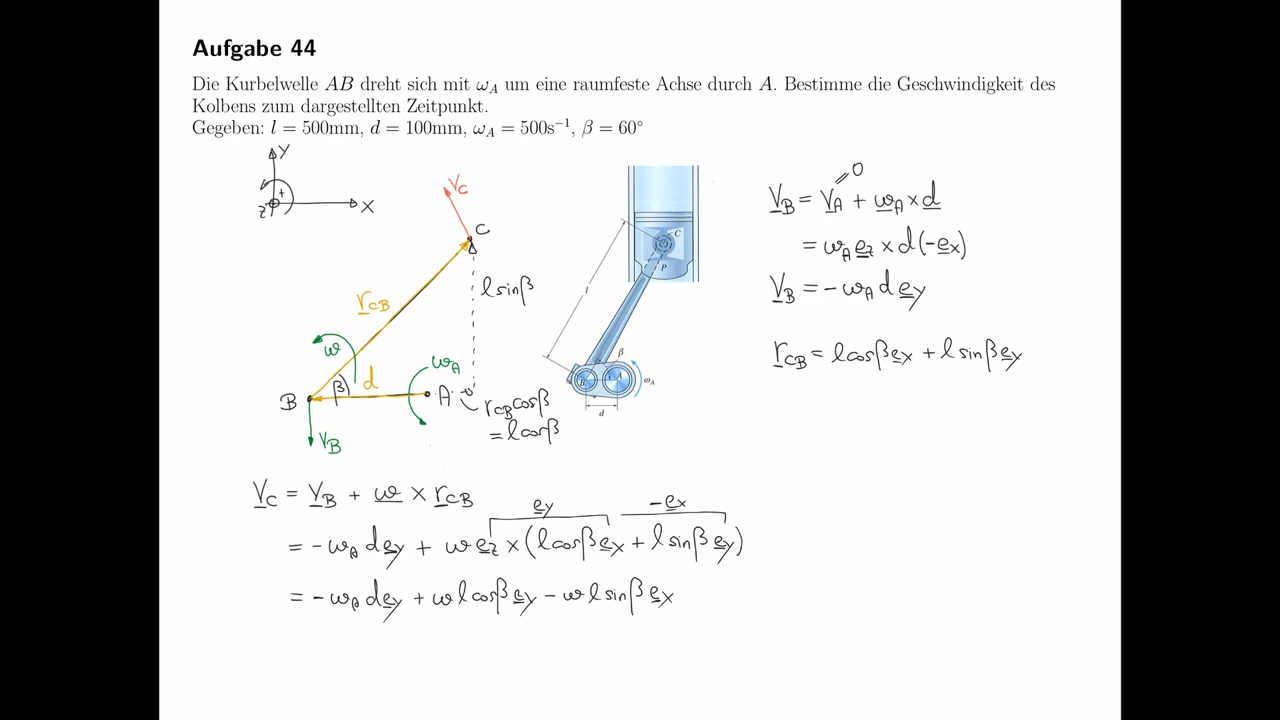 Aufgabe 44
Die Kurbelwelle AB dreht sich mit ω_A um eine raumfeste Achse durch A. Bestimme die Geschwindigkeit des
Kolbens zum dargestellten Zeitpunkt.
Gegeben: l = 500mm, d = 100mm, ω_A = 500s⁻¹, β = 60°
Y
+
Z
X
V_C
C
r_CB
l sinβ
ω
ω_A
β
d
B
A
r_CB cosβ
= l cosβ
V_B
C
P
l
β
B
A
ω_A
d
0
V_B = V_A + ω_A × d
= ω_A e_z × d(-e_x)
V_B = -ω_A d e_y
r_CB = l cosβ e_x + l sinβ e_y
V_C = V_B + ω × r_CB
e_y -e_x
= -ω_A d e_y + ω e_z × (l cosβ e_x + l sinβ e_y)
= -ω_A d e_y + ω l cosβ e_y - ω l sinβ e_x